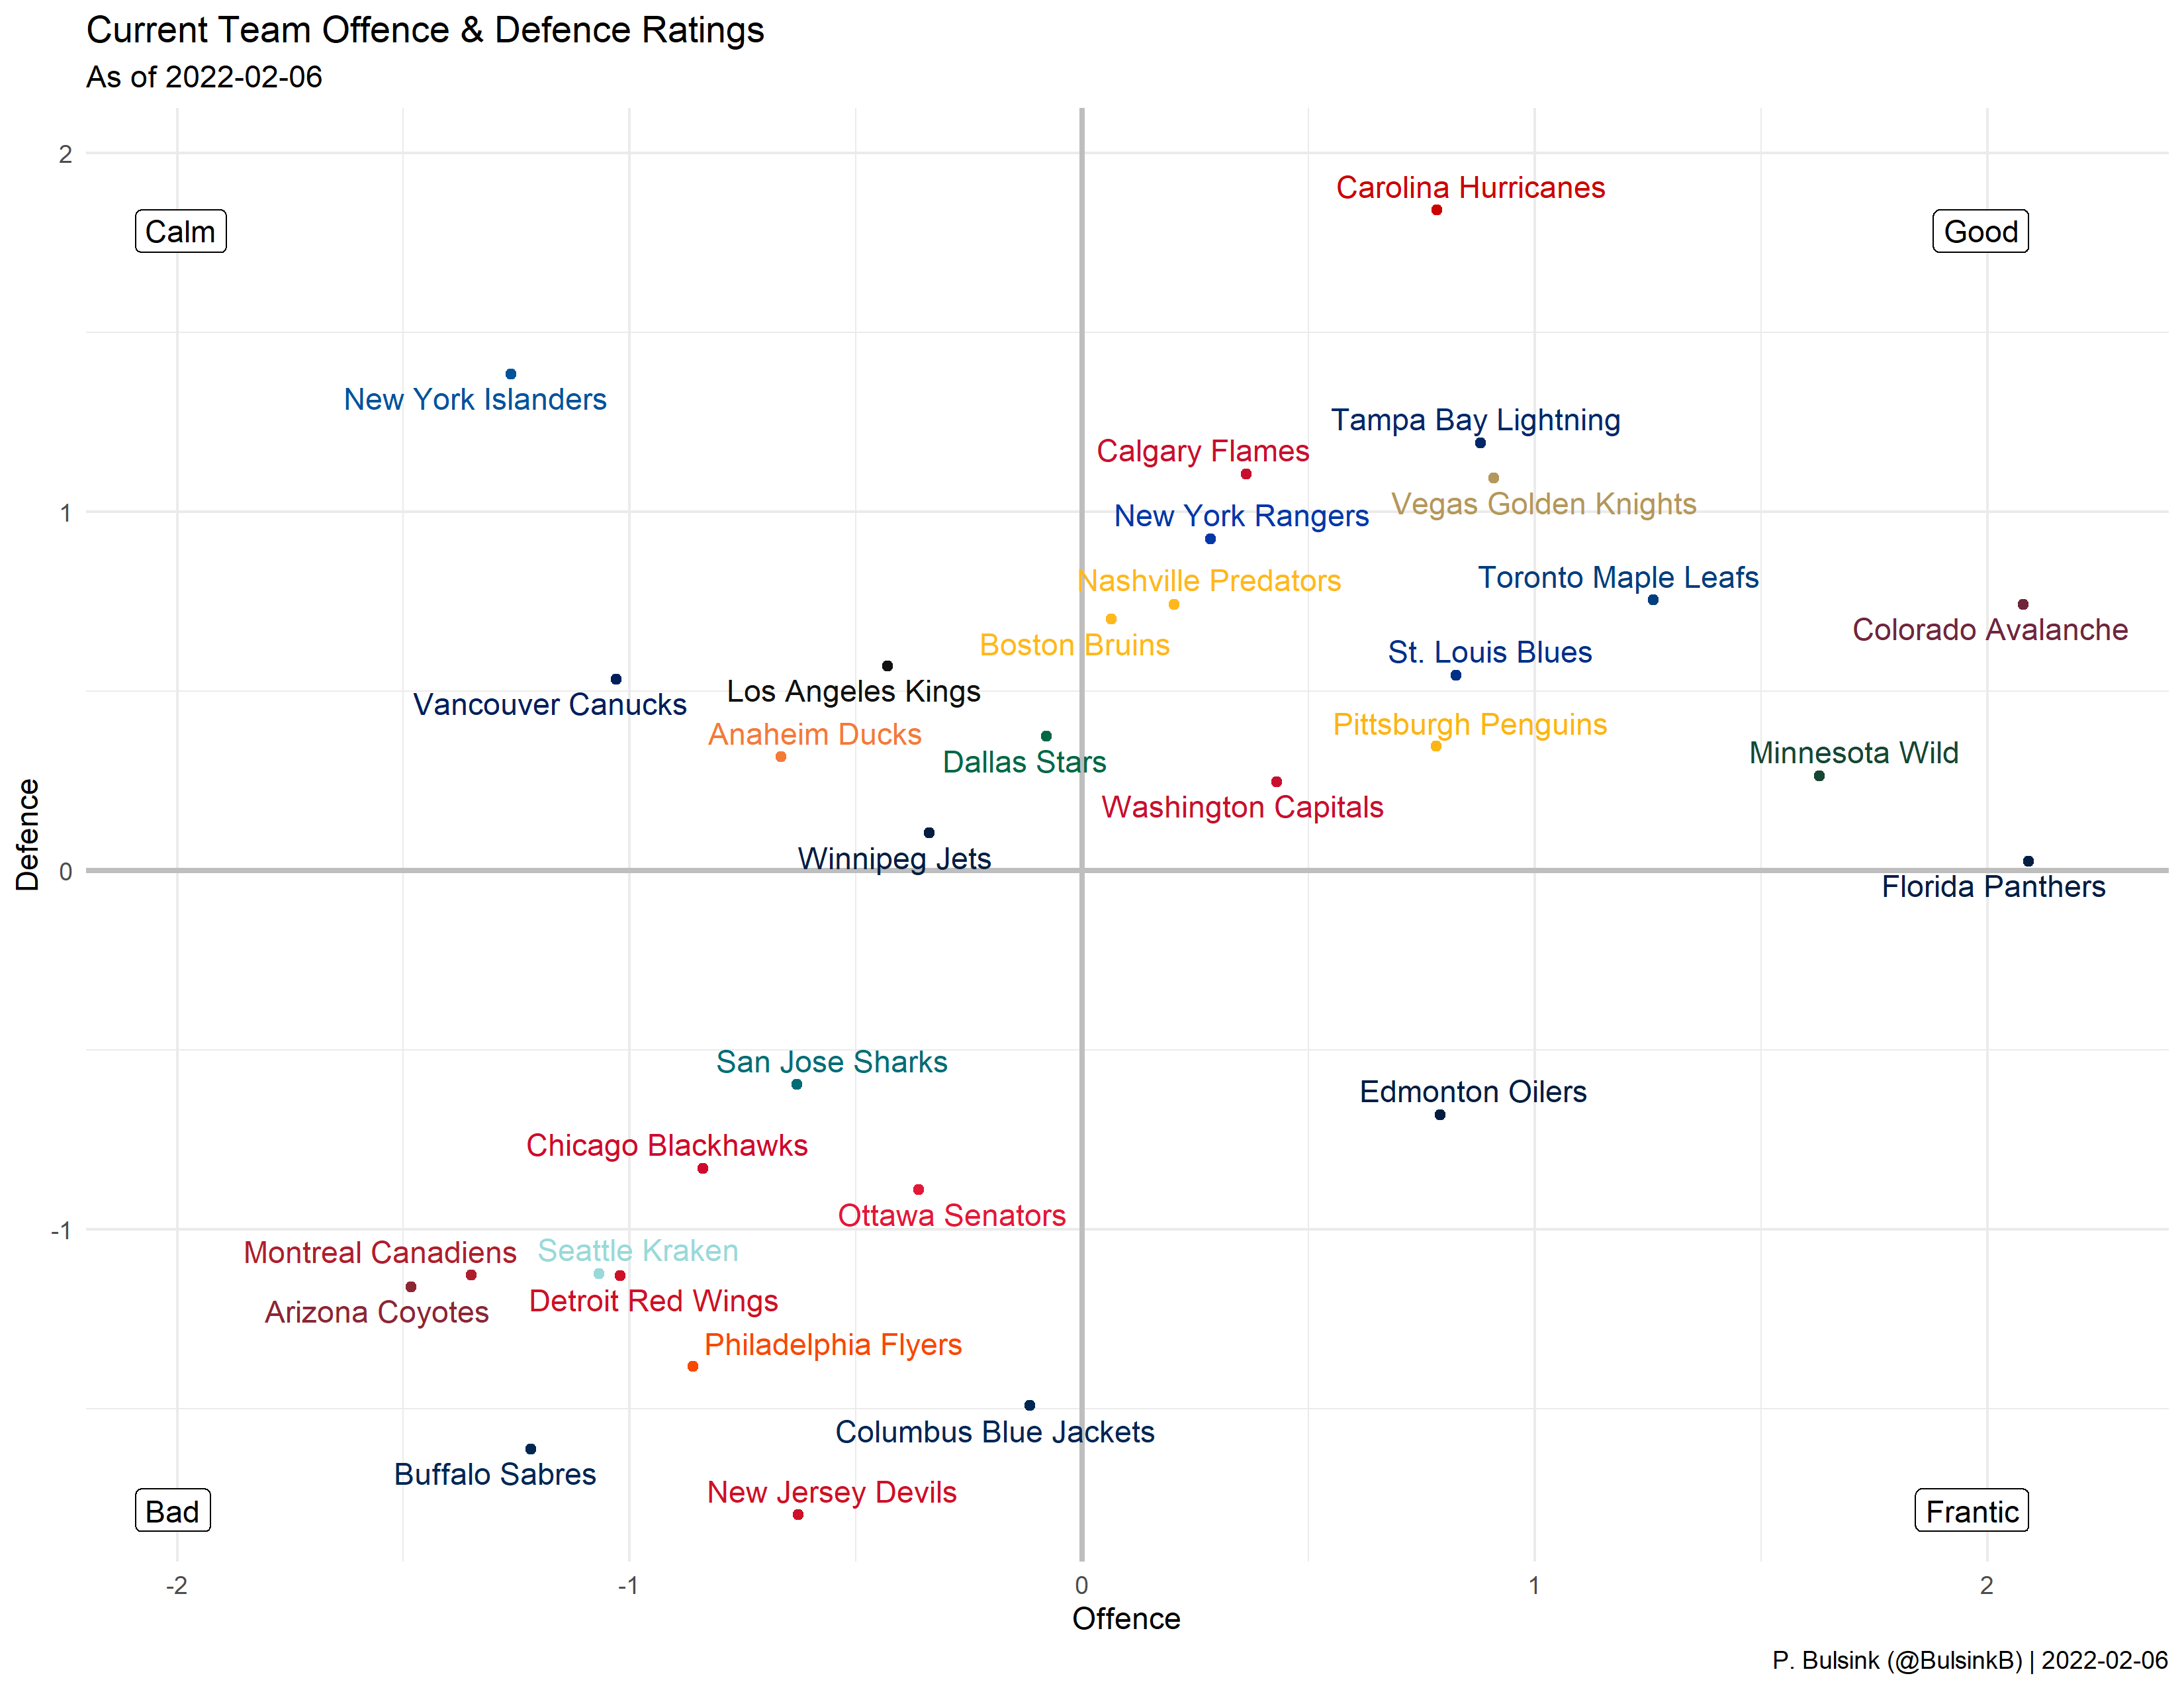 Current Team Offence & Defence Ratings
As of 2022-02-06
2
Carolina Hurricanes
Calm
Good
New York Islanders
Tampa Bay Lightning
Calgary Flames
Vegas Golden Knights
1
New York Rangers
Nashville Predators
Toronto Maple Leafs
Colorado Avalanche
Boston Bruins
St. Louis Blues
Los Angeles Kings
Vancouver Canucks
Pittsburgh Penguins
Anaheim Ducks
Minnesota Wild
Dallas Stars
Washington Capitals
Defence
Winnipeg Jets
0
Florida Panthers
San Jose Sharks
Edmonton Oilers
Chicago Blackhawks
Ottawa Senators
-1
Montreal Canadiens
Seattle Kraken
Detroit Red Wings
Arizona Coyotes
Philadelphia Flyers
Columbus Blue Jackets
Buffalo Sabres
New Jersey Devils
Bad
Frantic
-2
-1
0
1
2
Offence
P. Bulsink (@BulsinkB) | 2022-02-06